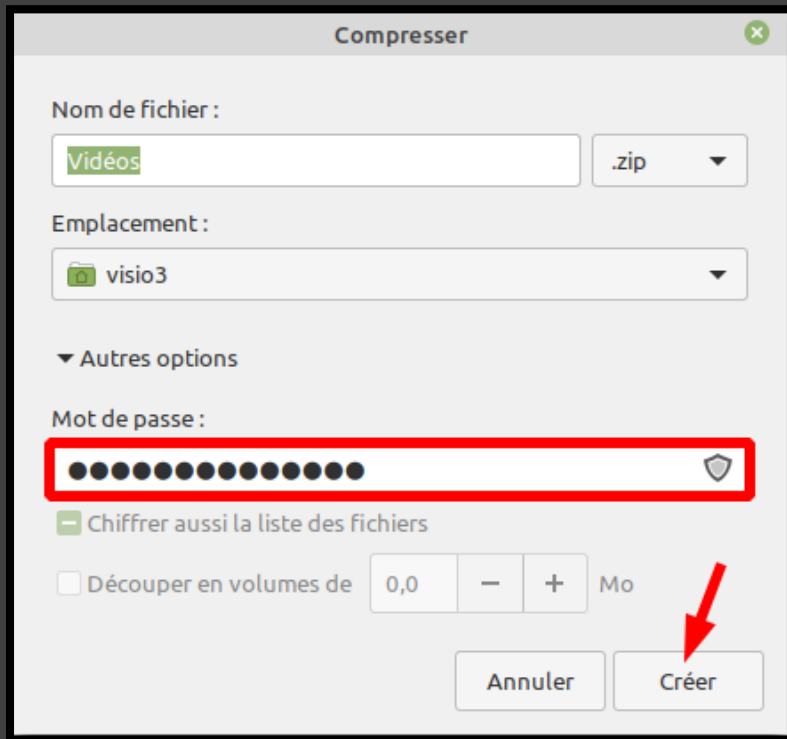 Compresser
Nom de fichier :
Vidéos .zip
Emplacement :
visio3
Autres options
Mot de passe :
●●●●●●●●●●●●●●
Chiffrer aussi la liste des fichiers
Découper en volumes de 0,0 − + Mo
Annuler Créer